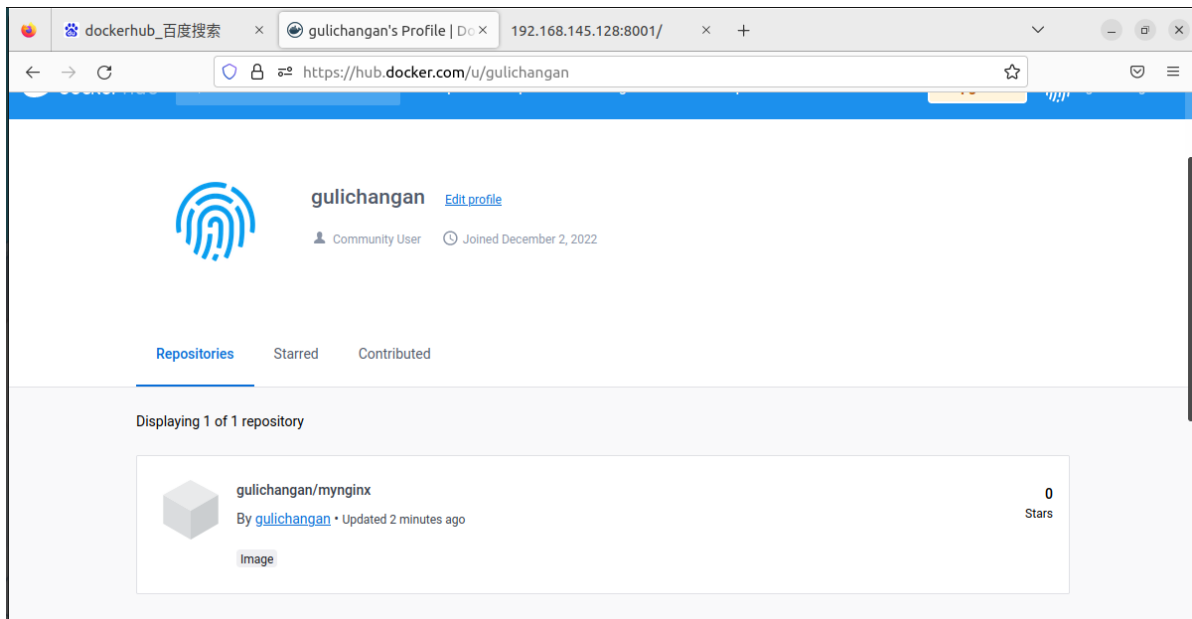 dockerhub_百度搜索
gulichangan's Profile | Do
192.168.145.128:8001/
https://hub.docker.com/u/gulichangan
gulichangan Edit profile
Community User Joined December 2, 2022
Repositories Starred Contributed
Displaying 1 of 1 repository
gulichangan/mynginx
0
By gulichangan • Updated 2 minutes ago
Stars
Image